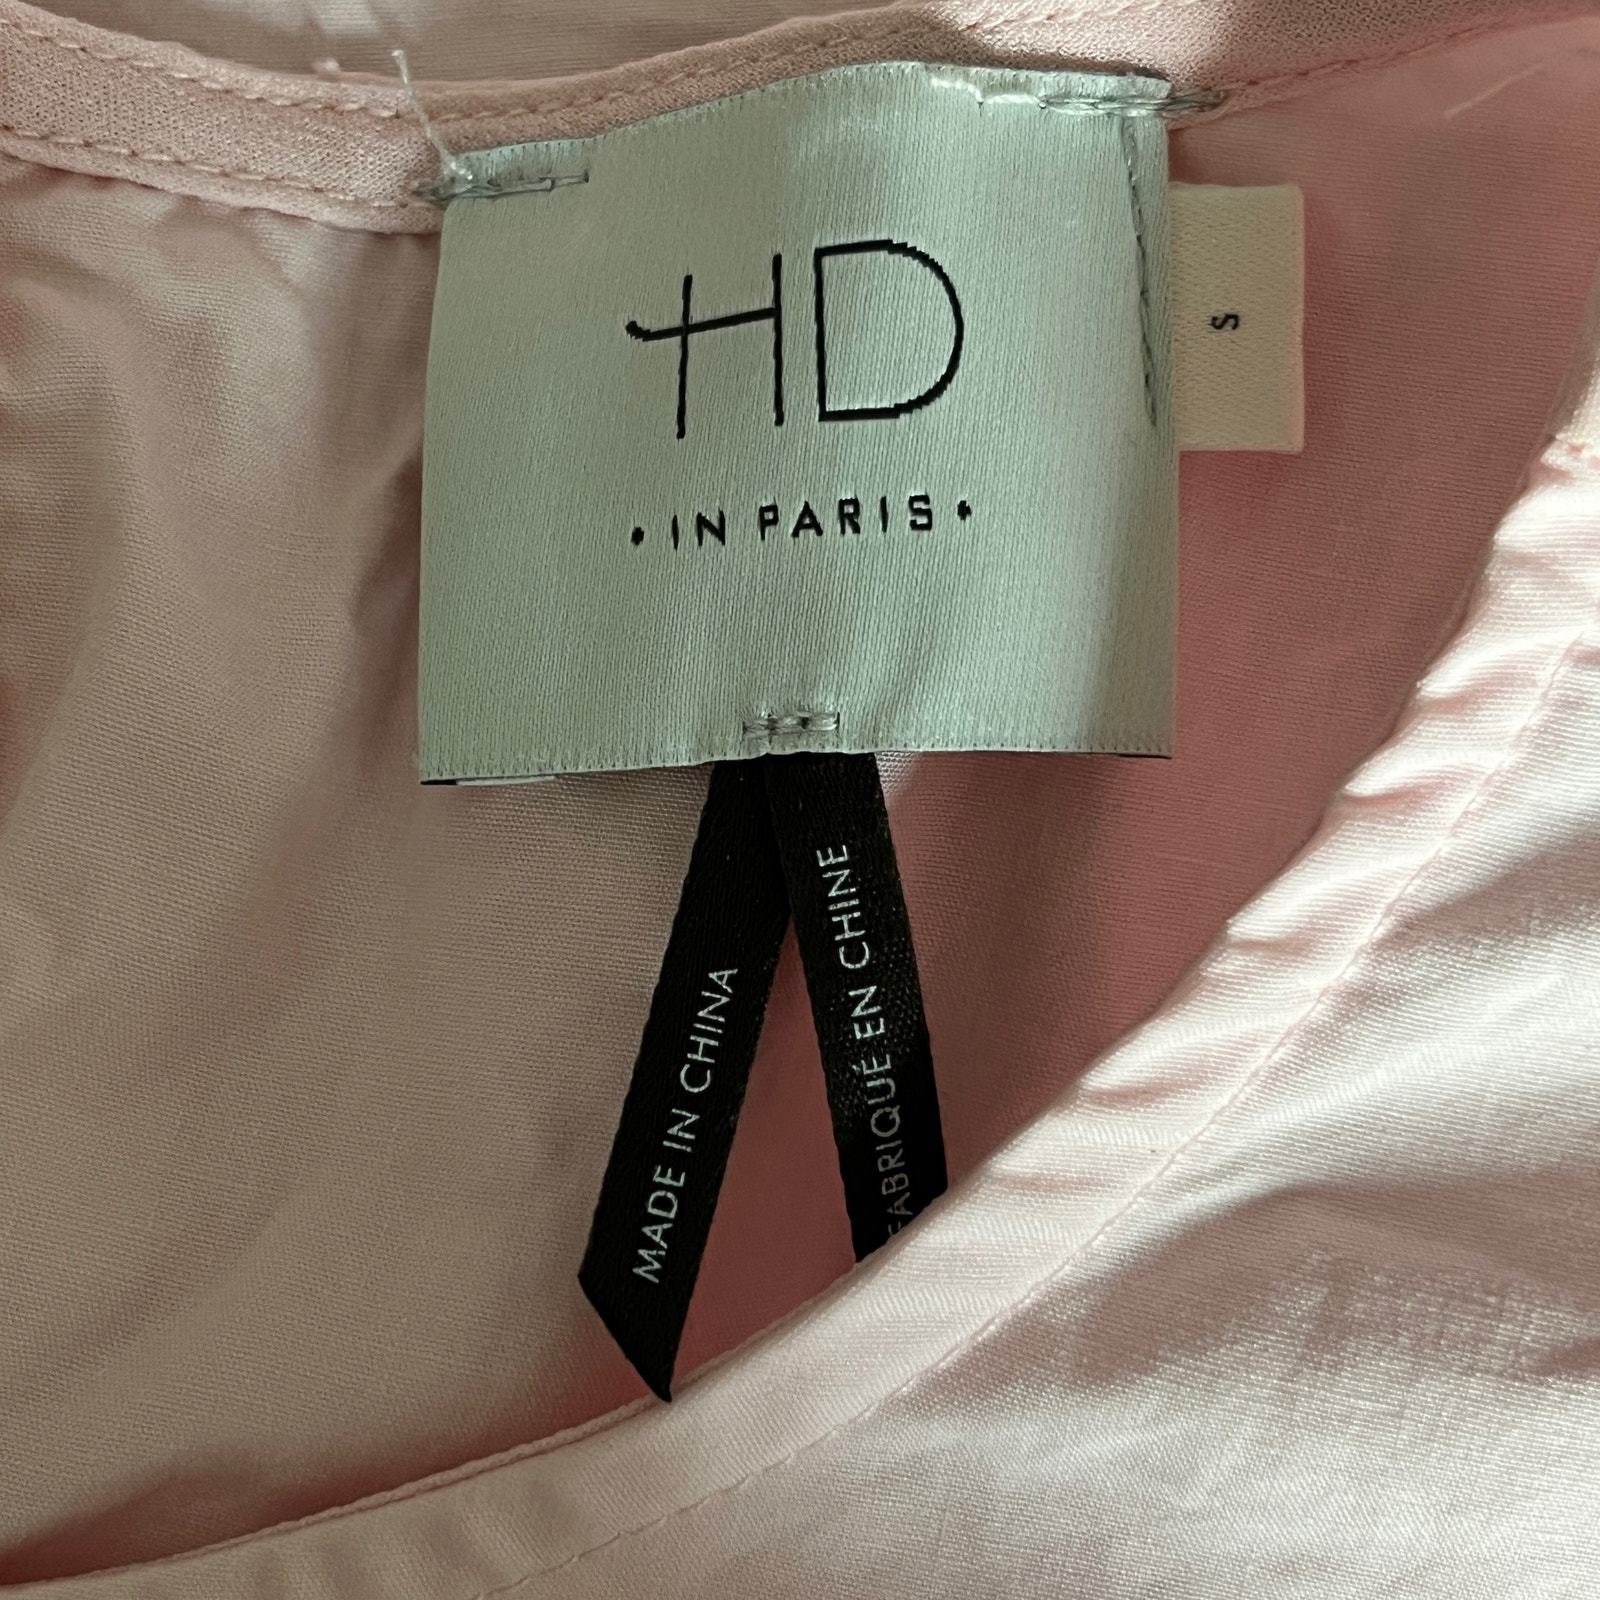 HD
• IN PARIS •
S
MADE IN CHINA
FABRIQUÉ EN CHINE